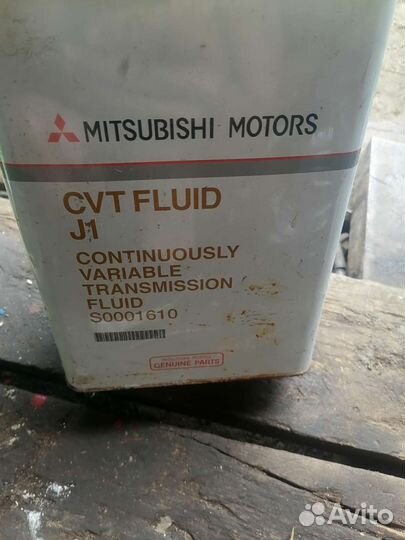 MITSUBISHI MOTORS
CVT FLUID
J1
CONTINUOUSLY
VARIABLE
TRANSMISSION
FLUID
S0001610
GENUINE PARTS
Avito